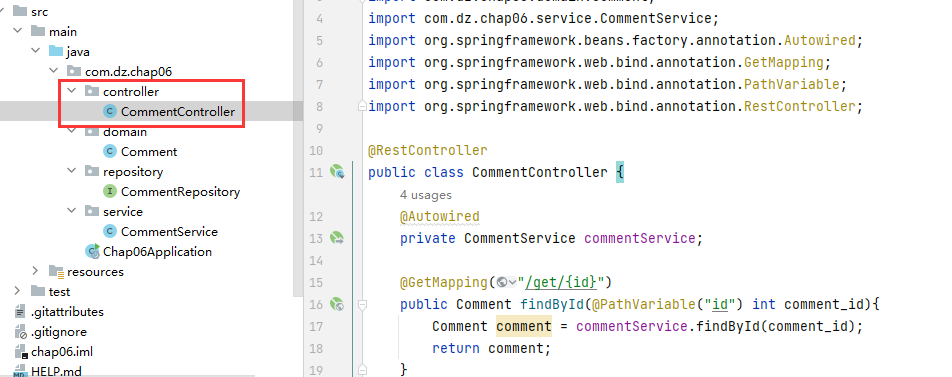 src
main
java
com.dz.chap06
controller
CommentController
domain
Comment
repository
CommentRepository
service
CommentService
Chap06Application
resources
test
.gitattributes
.gitignore
chap06.iml
HELP.md
4 import com.dz.chap06.service.CommentService;
5 import org.springframework.beans.factory.annotation.Autowired;
6 import org.springframework.web.bind.annotation.GetMapping;
7 import org.springframework.web.bind.annotation.PathVariable;
8 import org.springframework.web.bind.annotation.RestController;
9
10 @RestController
11 public class CommentController {
4 usages
12 @Autowired
13 private CommentService commentService;
14
15 @GetMapping("/get/{id}")
16 public Comment findById(@PathVariable("id") int comment_id){
17 Comment comment = commentService.findById(comment_id);
18 return comment;
19 }